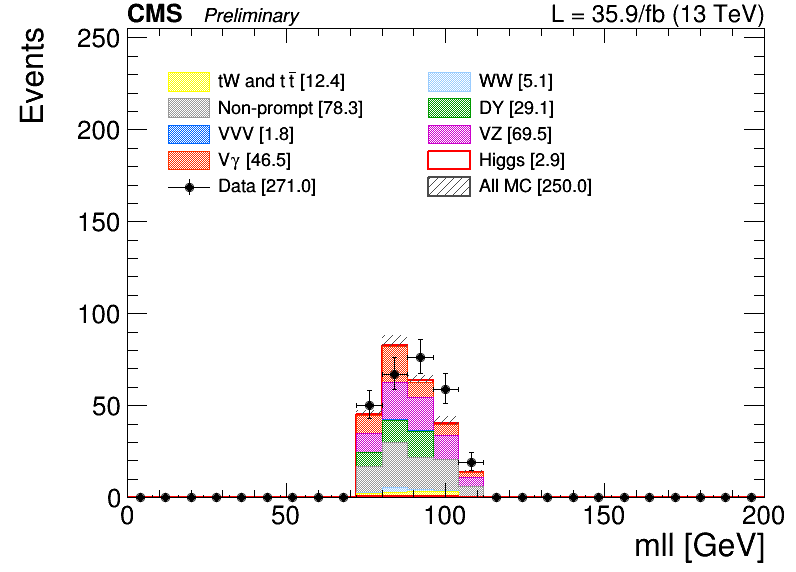 CMS Preliminary L = 35.9/fb (13 TeV)
Events
250
200
150
100
50
0
tW and t t̄ [12.4] WW [5.1]
Non-prompt [78.3] DY [29.1]
VVV [1.8] VZ [69.5]
Vγ [46.5] Higgs [2.9]
Data [271.0] All MC [250.0]
0 50 100 150 200
mll [GeV]